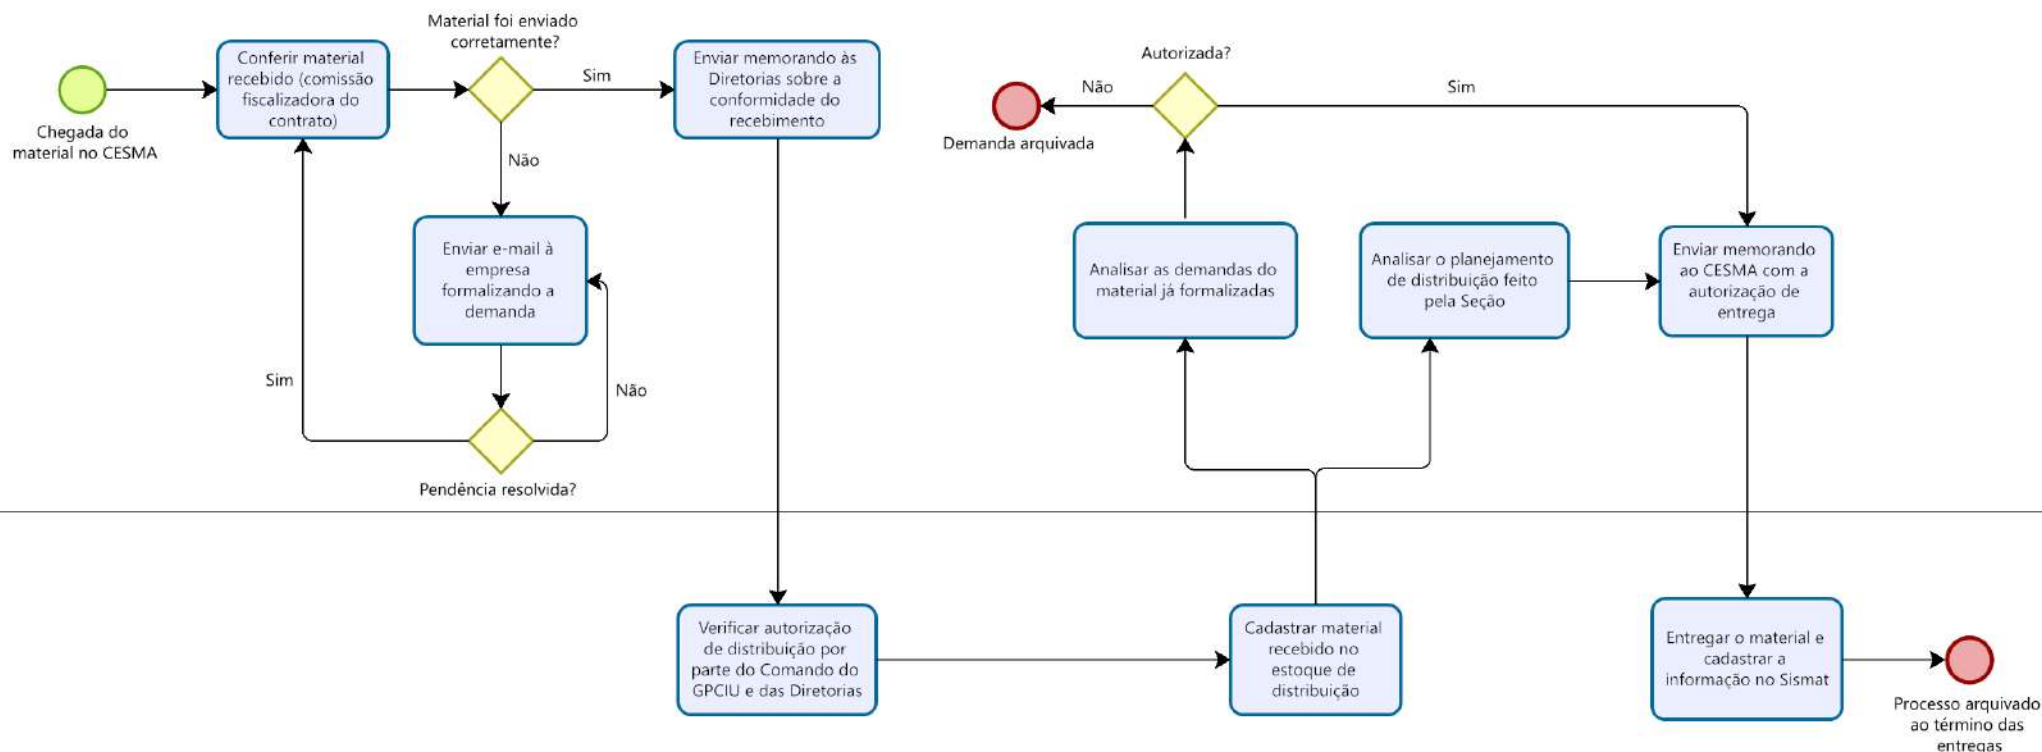 Chegada do
material no CESMA
Conferir material
recebido (comissão
fiscalizadora do
contrato)
Material foi enviado
corretamente?
Sim
Não
Enviar e-mail à
empresa
formalizando a
demanda
Sim
Não
Pendência resolvida?
Enviar memorando às
Diretorias sobre a
conformidade do
recebimento
Verificar autorização
de distribuição por
parte do Comando do
GPCIU e das Diretorias
Cadastrar material
recebido no
estoque de
distribuição
Analisar as demandas do
material já formalizadas
Autorizada?
Não
Demanda arquivada
Sim
Analisar o planejamento
de distribuição feito
pela Seção
Enviar memorando
ao CESMA com a
autorização de
entrega
Entregar o material e
cadastrar a
informação no Sismat
Processo arquivado
ao término das
entregas